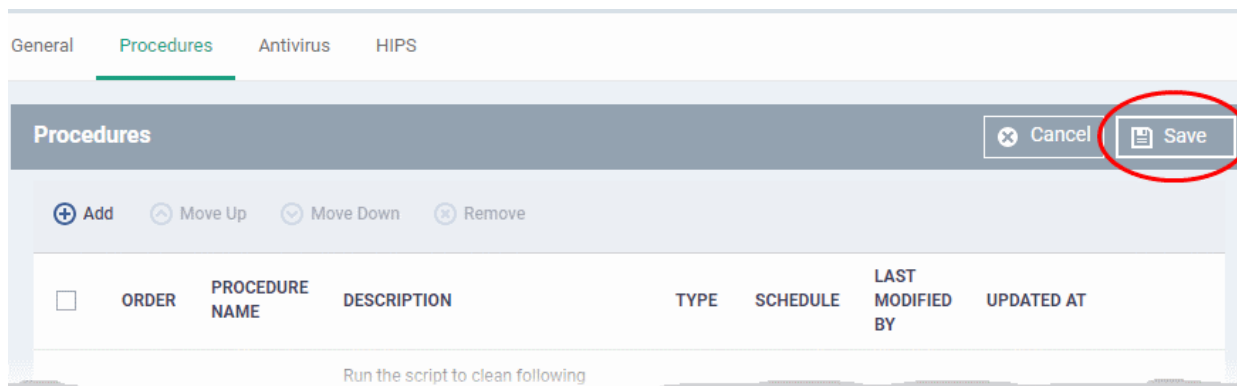 General Procedures Antivirus HIPS
Procedures Cancel Save
Add Move Up Move Down Remove
ORDER PROCEDURE NAME DESCRIPTION TYPE SCHEDULE LAST MODIFIED BY UPDATED AT
Run the script to clean following